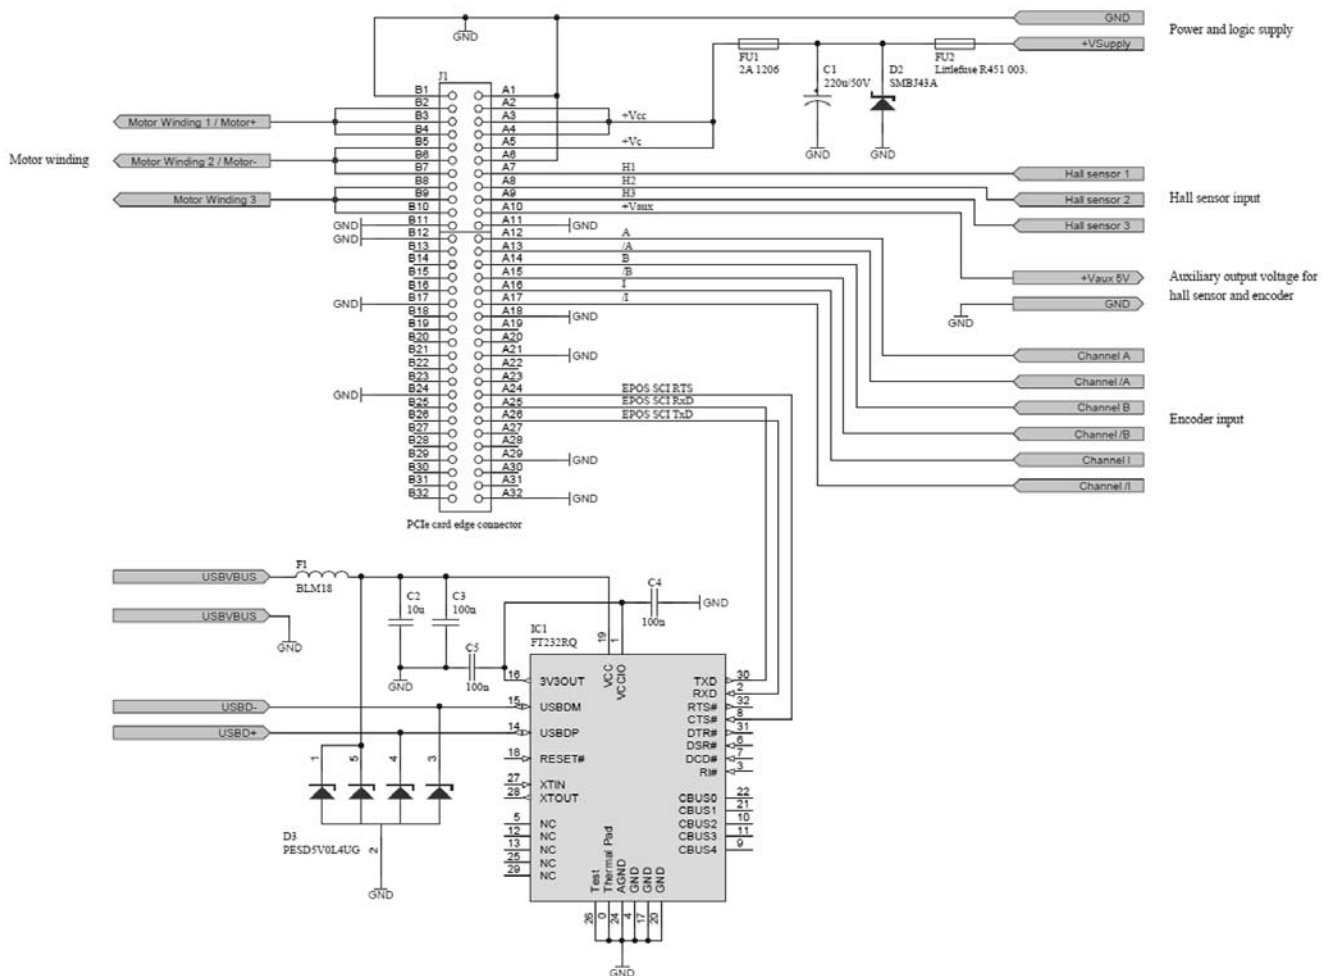 GND
Power and logic supply
GND
+VSupply
FU1
2A 1206
C1
220u/50V
D2
SMBJ43A
FU2
Littlefuse R451 003.
J1
B1 A1
B2 A2
B3 A3 +Vcc
Motor Winding 1 / Motor+
B4 A4
B5 A5 +Vc
GND
GND
Motor winding
Motor Winding 2 / Motor-
B6 A6
B7 A7 H1
Hall sensor 1
B8 A8 H2
Motor Winding 3
B9 A9 H3
Hall sensor 2
Hall sensor input
B10 A10 +Vaux
GND B11 A11 GND
Hall sensor 3
GND B12 A12 A
B13 A13 /A
B14 A14 B
B15 A15 /B
+Vaux 5V
Auxiliary output voltage for
hall sensor and encoder
B16 A16 I
GND B17 A17 /I
GND
GND
B18 A18 GND
B19 A19
B20 A20
B21 A21 GND
Channel A
B22 A22
B23 A23
Channel /A
GND B24 A24 EPOS SCI RTS
B25 A25 EPOS SCI RxD
Channel B
B26 A26 EPOS SCI TxD
Encoder input
B27 A27
Channel /B
B28 A28
B29 A29 GND
Channel I
B30 A30
B31 A31
Channel /I
B32 A32 GND
PCIe card edge connector
USBVBUS
F1
BLM18
USBVBUS
GND
C2
10u
C3
100n
C4
100n
GND
C5
100n
GND
IC1
FT232RQ
19
1
VCC
VCCIO
16 3V3OUT
TXD 30
RXD 2
USBD-
15 USBDM
RTS# 32
CTS# 8
USBD+
14 USBDP
DTR# 31
DSR# 6
18 RESET#
DCD# 7
RI# 3
27 XTIN
28 XTOUT
CBUS0 22
CBUS1 21
5 NC
CBUS2 10
12 NC
CBUS3 11
13 NC
CBUS4 9
25 NC
29 NC
1
5
4
3
D3
PESD5V0L4UG
2
GND
Test
Thermal Pad
AGND
GND
GND
GND
26
0
24
4
17
20
GND